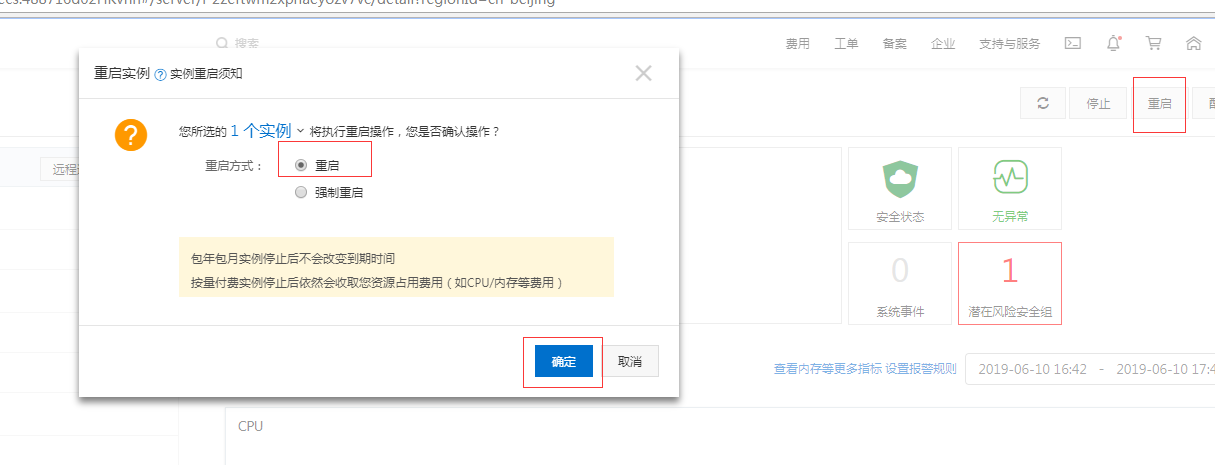 搜索
费用 工单 备案 企业 支持与服务
重启实例 ? 实例重启须知
停止 重启
您所选的 1 个实例 将执行重启操作，您是否确认操作？
重启方式： 重启
远程
强制重启
安全状态 无异常
包年包月实例停止后不会改变到期时间
按量付费实例停止后依然会收取您资源占用费用（如CPU/内存等费用）
0 1
系统事件 潜在风险安全组
确定 取消
查看内存等更多指标 设置报警规则 2019-06-10 16:42 - 2019-06-10 17:4
CPU